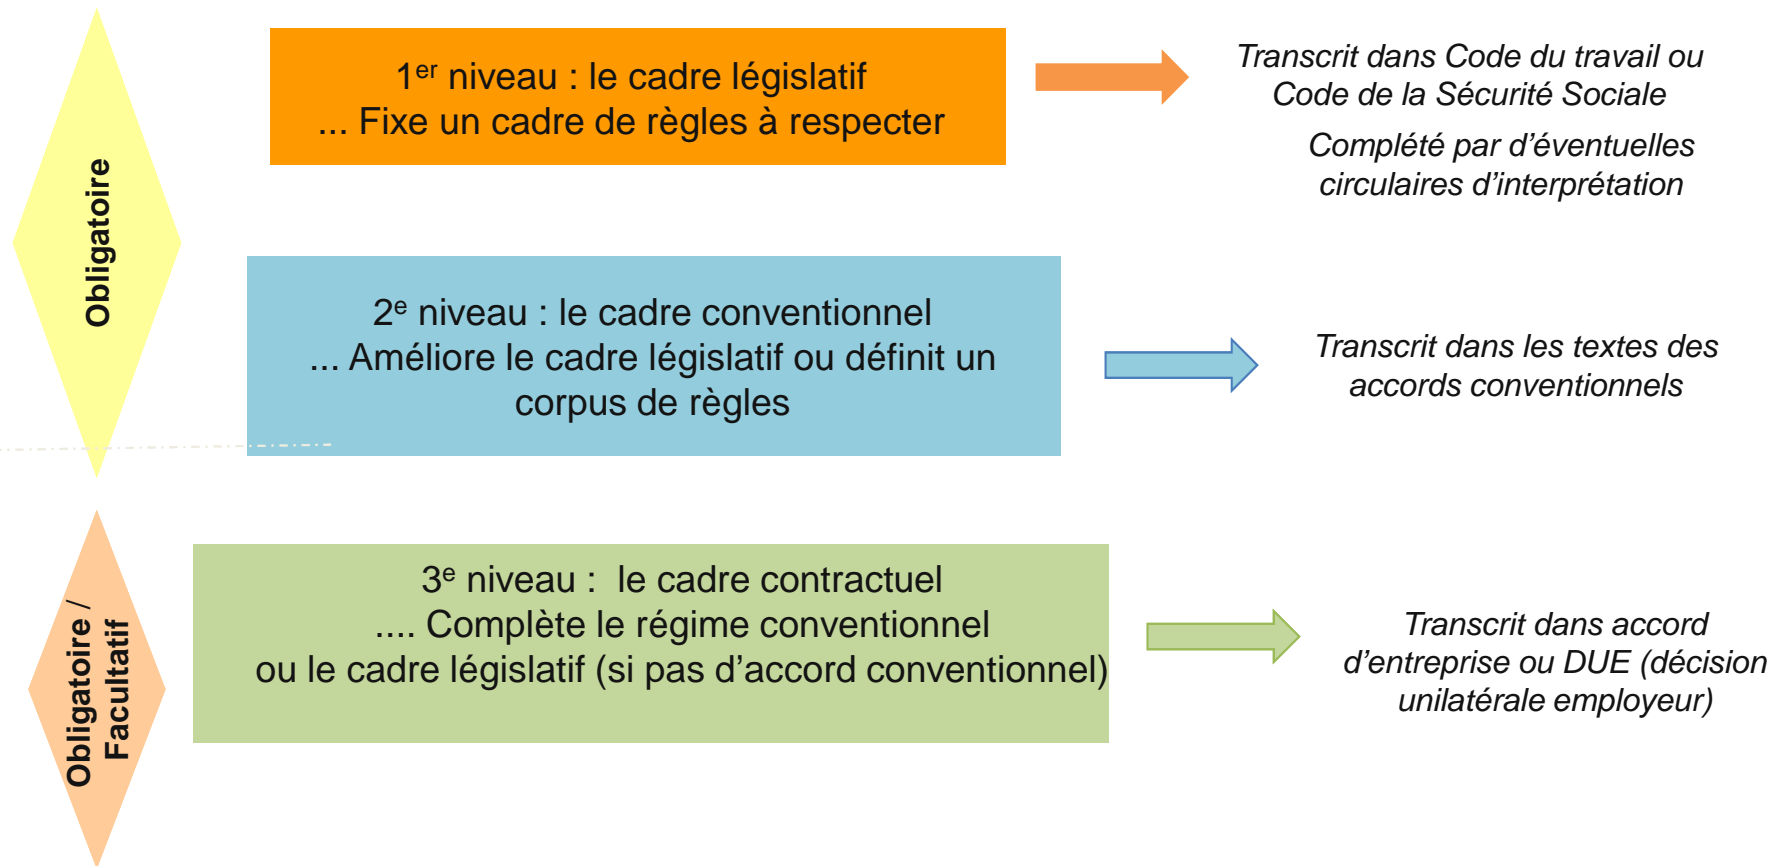 Obligatoire
1er niveau : le cadre législatif
... Fixe un cadre de règles à respecter
Transcrit dans Code du travail ou
Code de la Sécurité Sociale
Complété par d’éventuelles
circulaires d’interprétation
2e niveau : le cadre conventionnel
... Améliore le cadre législatif ou définit un
corpus de règles
Transcrit dans les textes des
accords conventionnels
Obligatoire /
Facultatif
3e niveau :  le cadre contractuel
.... Complète le régime conventionnel
ou le cadre législatif (si pas d’accord conventionnel)
Transcrit dans accord
d’entreprise ou DUE (décision
unilatérale employeur)